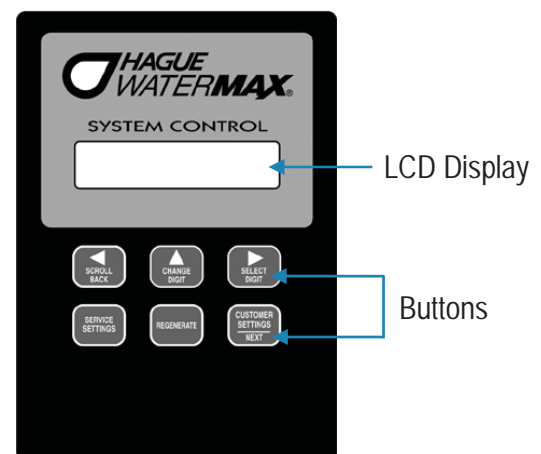 HAGUE
WATERMAX®
SYSTEM CONTROL
LCD Display
SCROLL
BACK
CHANGE
DIGIT
SELECT
DIGIT
Buttons
SERVICE
SETTINGS
REGENERATE
CUSTOMER
SETTINGS
NEXT